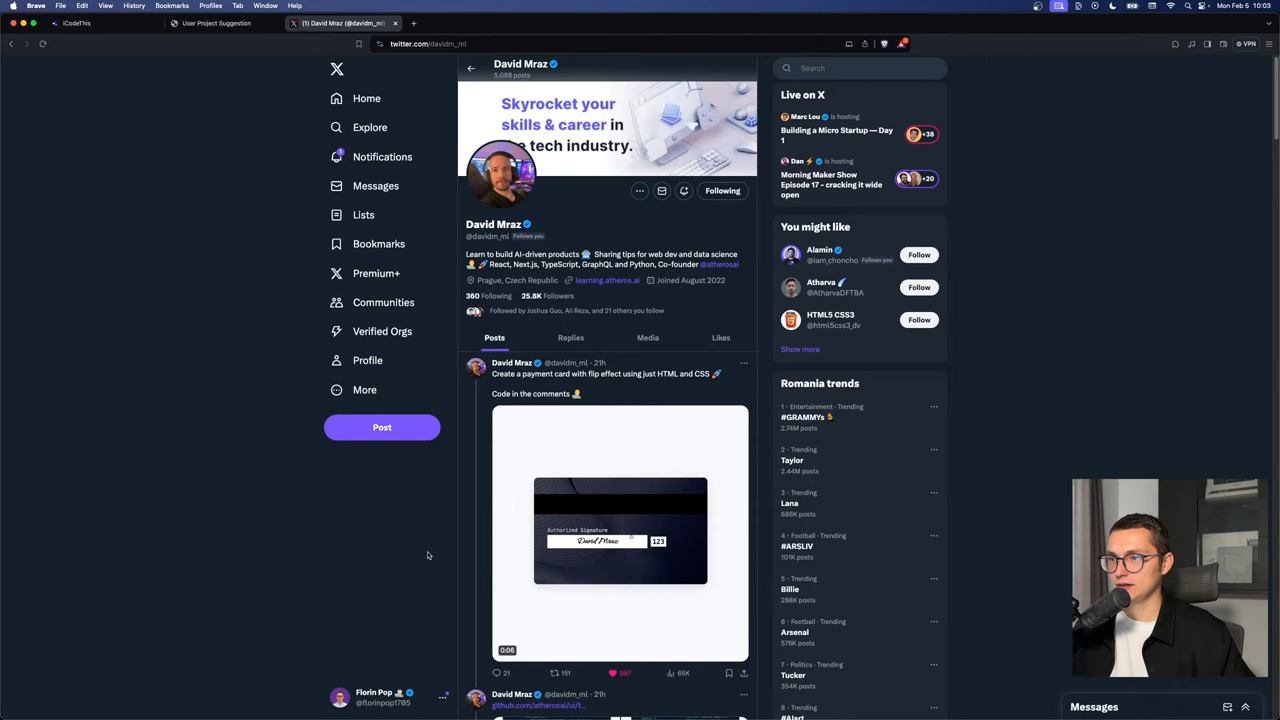 Brave File Edit View History Bookmarks Profiles Tab Window Help
Mon Feb 5 10:03
iCodeThis
User Project Suggestion
(1) David Mraz (@davidm_ml)
twitter.com/davidm_ml
VPN
David Mraz
5,088 posts
Search
Home
Explore
1
Notifications
Messages
Lists
Bookmarks
Premium+
Communities
Verified Orgs
Profile
More
Post
Florin Pop
@florinpop1705
Skyrocket your
skills & career in
the tech industry.
Following
David Mraz
@davidm_ml Follows you
Learn to build AI-driven products Sharing tips for web dev and data science
React, Next.js, TypeScript, GraphQL and Python, Co-founder @atherosai
Prague, Czech Republic learning.atheros.ai Joined August 2022
360 Following 25.8K Followers
Followed by Joshua Guo, Ali Reza, and 21 others you follow
Posts Replies Media Likes
David Mraz @davidm_ml · 21h
Create a payment card with flip effect using just HTML and CSS
Code in the comments
Authorized Signature
David Mraz 123
0:06
21 151 867 65K
David Mraz @davidm_ml · 21h
github.com/atherosai/ui/t…
Live on X
Marc Lou is hosting
Building a Micro Startup — Day
1
+38
Dan is hosting
Morning Maker Show
Episode 17 - cracking it wide
open
+20
You might like
Alamin
@iam_choncho Follows you
Follow
Atharva
@AtharvaDFTBA
Follow
HTML5 CSS3
@html5css3_dv
Follow
Show more
Romania trends
1 · Entertainment · Trending
#GRAMMYs
2.74M posts
2 · Trending
Taylor
2.44M posts
3 · Trending
Lana
686K posts
4 · Football · Trending
#ARSLIV
101K posts
5 · Trending
Billie
288K posts
6 · Football · Trending
Arsenal
576K posts
7 · Politics · Trending
Tucker
354K posts
8 · Trending
#Alart
Messages